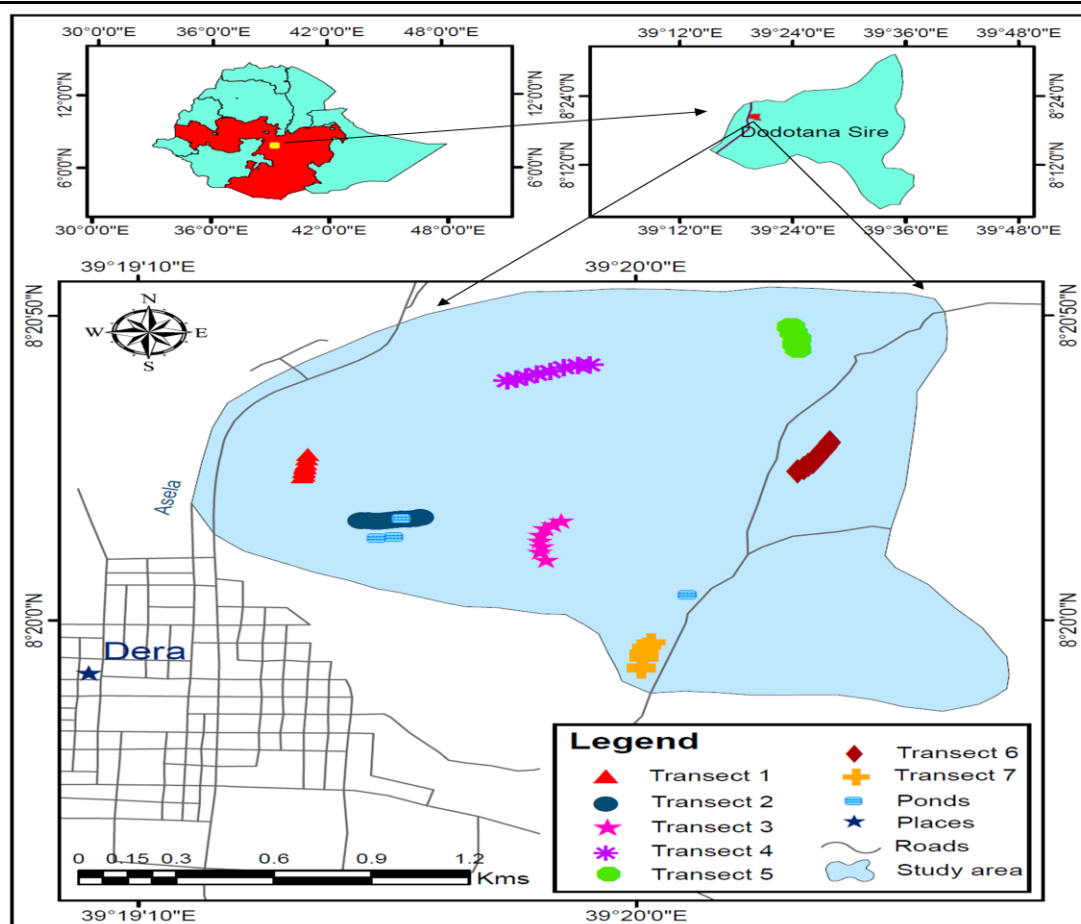 30°0'0"E 36°0'0"E 42°0'0"E 48°0'0"E
12°0'0"N
12°0'0"N
6°0'0"N
6°0'0"N
30°0'0"E 36°0'0"E 42°0'0"E 48°0'0"E
39°12'0"E 39°24'0"E 39°36'0"E 39°48'0"E
8°24'0"N
8°24'0"N
Dodotana Sire
8°12'0"N
8°12'0"N
39°12'0"E 39°24'0"E 39°36'0"E 39°48'0"E
39°19'10"E 39°20'0"E
8°20'50"N
8°20'50"N
N
W E
S
Asela
8°20'0"N
8°20'0"N
Dera
Legend
Transect 1
Transect 2
Transect 3
Transect 4
Transect 5
Transect 6
Transect 7
Ponds
Places
Roads
Study area
0 0.15 0.3 0.6 0.9 1.2
Kms
39°19'10"E 39°20'0"E